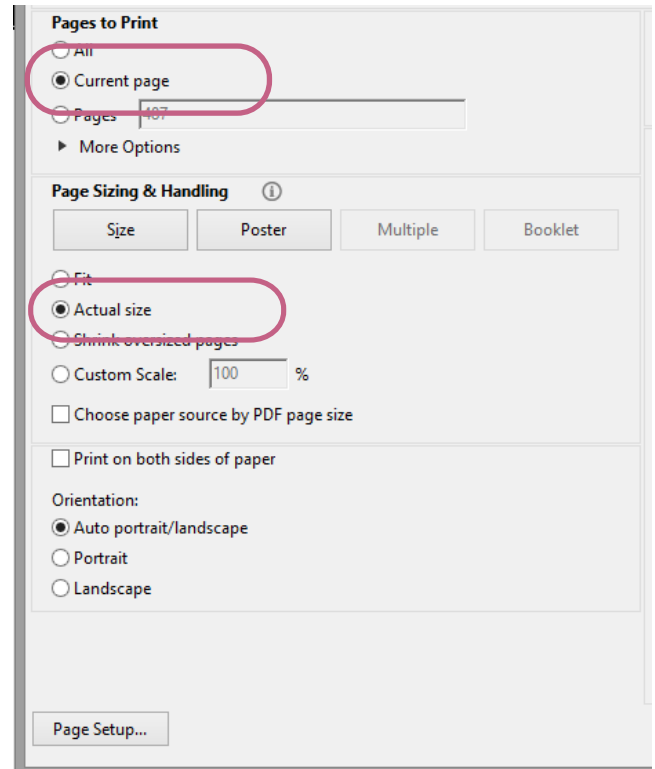 Pages to Print
All
Current page
Pages 487
More Options
Page Sizing & Handling
Size Poster Multiple Booklet
Fit
Actual size
Shrink oversized pages
Custom Scale: 100 %
Choose paper source by PDF page size
Print on both sides of paper
Orientation:
Auto portrait/landscape
Portrait
Landscape
Page Setup...